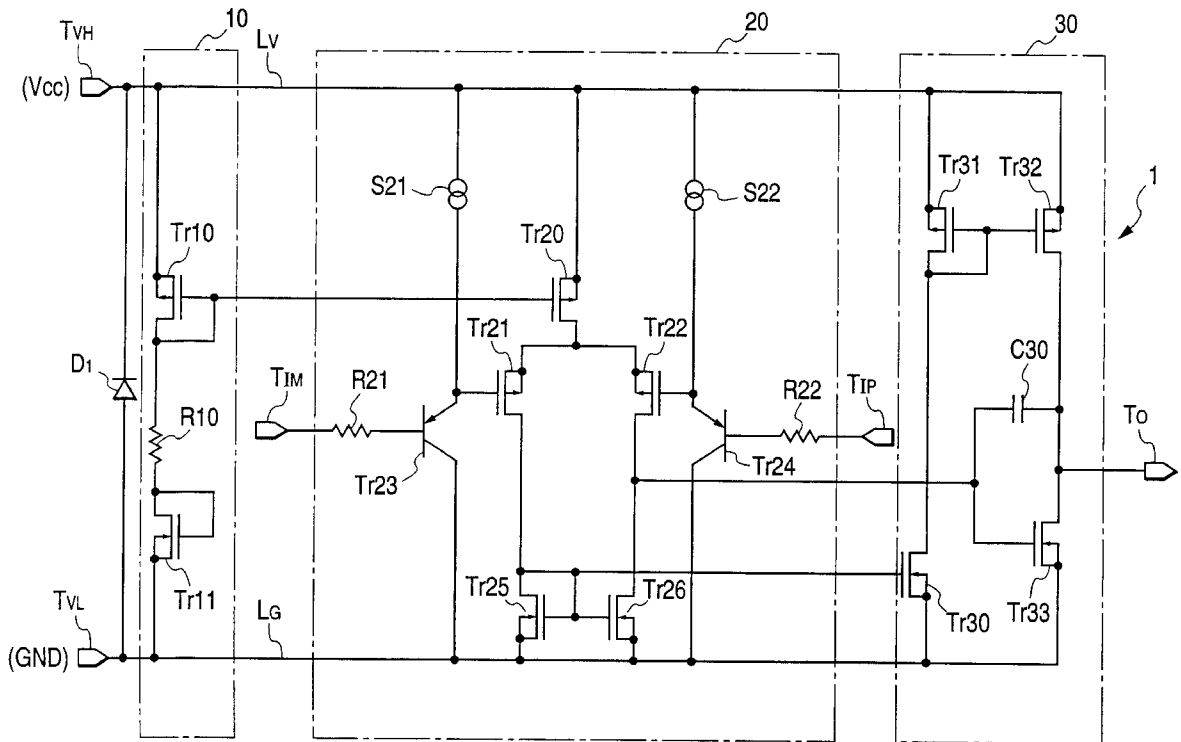 10
20
30
TVH
(Vcc)
LV
S21
S22
Tr31
Tr32
1
Tr10
Tr20
Tr21
Tr22
C30
D1
TIM
R21
R22
TIP
R10
TO
Tr23
Tr24
Tr11
Tr25
Tr26
Tr30
Tr33
TVL
(GND)
LG